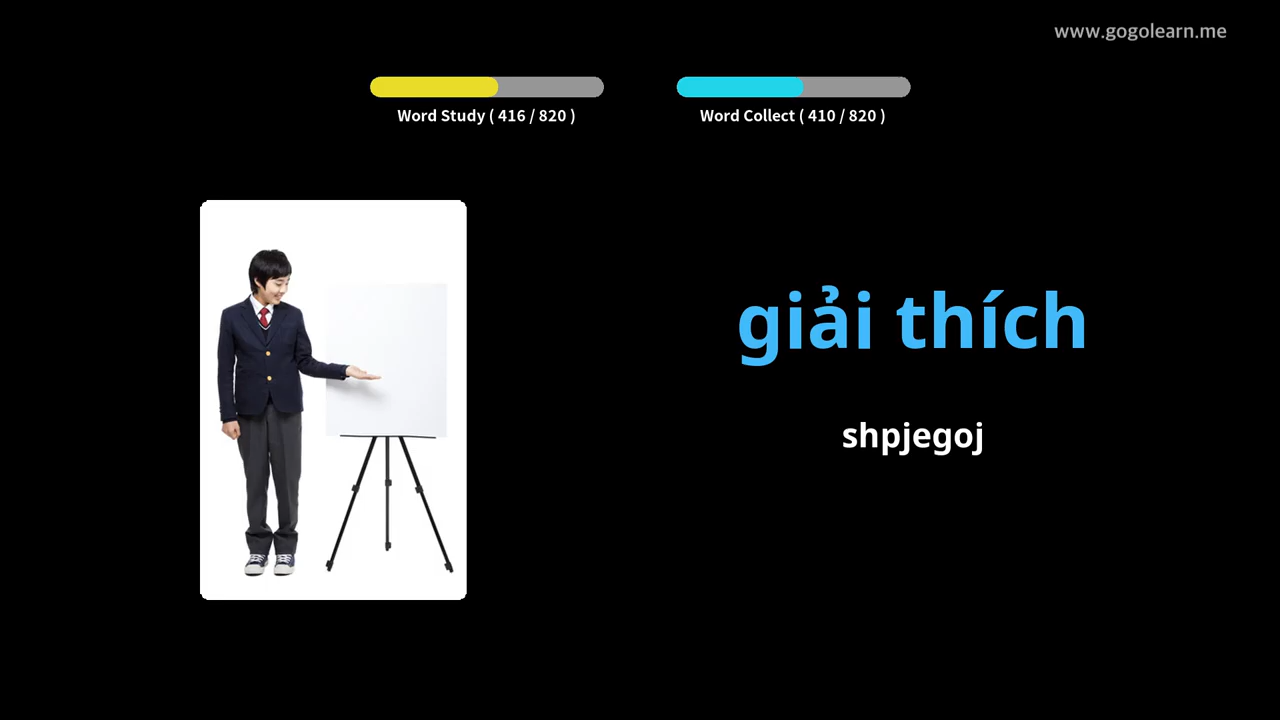 www.gogolearn.me
Word Study ( 416 / 820 )
Word Collect ( 410 / 820 )
giải thích
shpjegoj